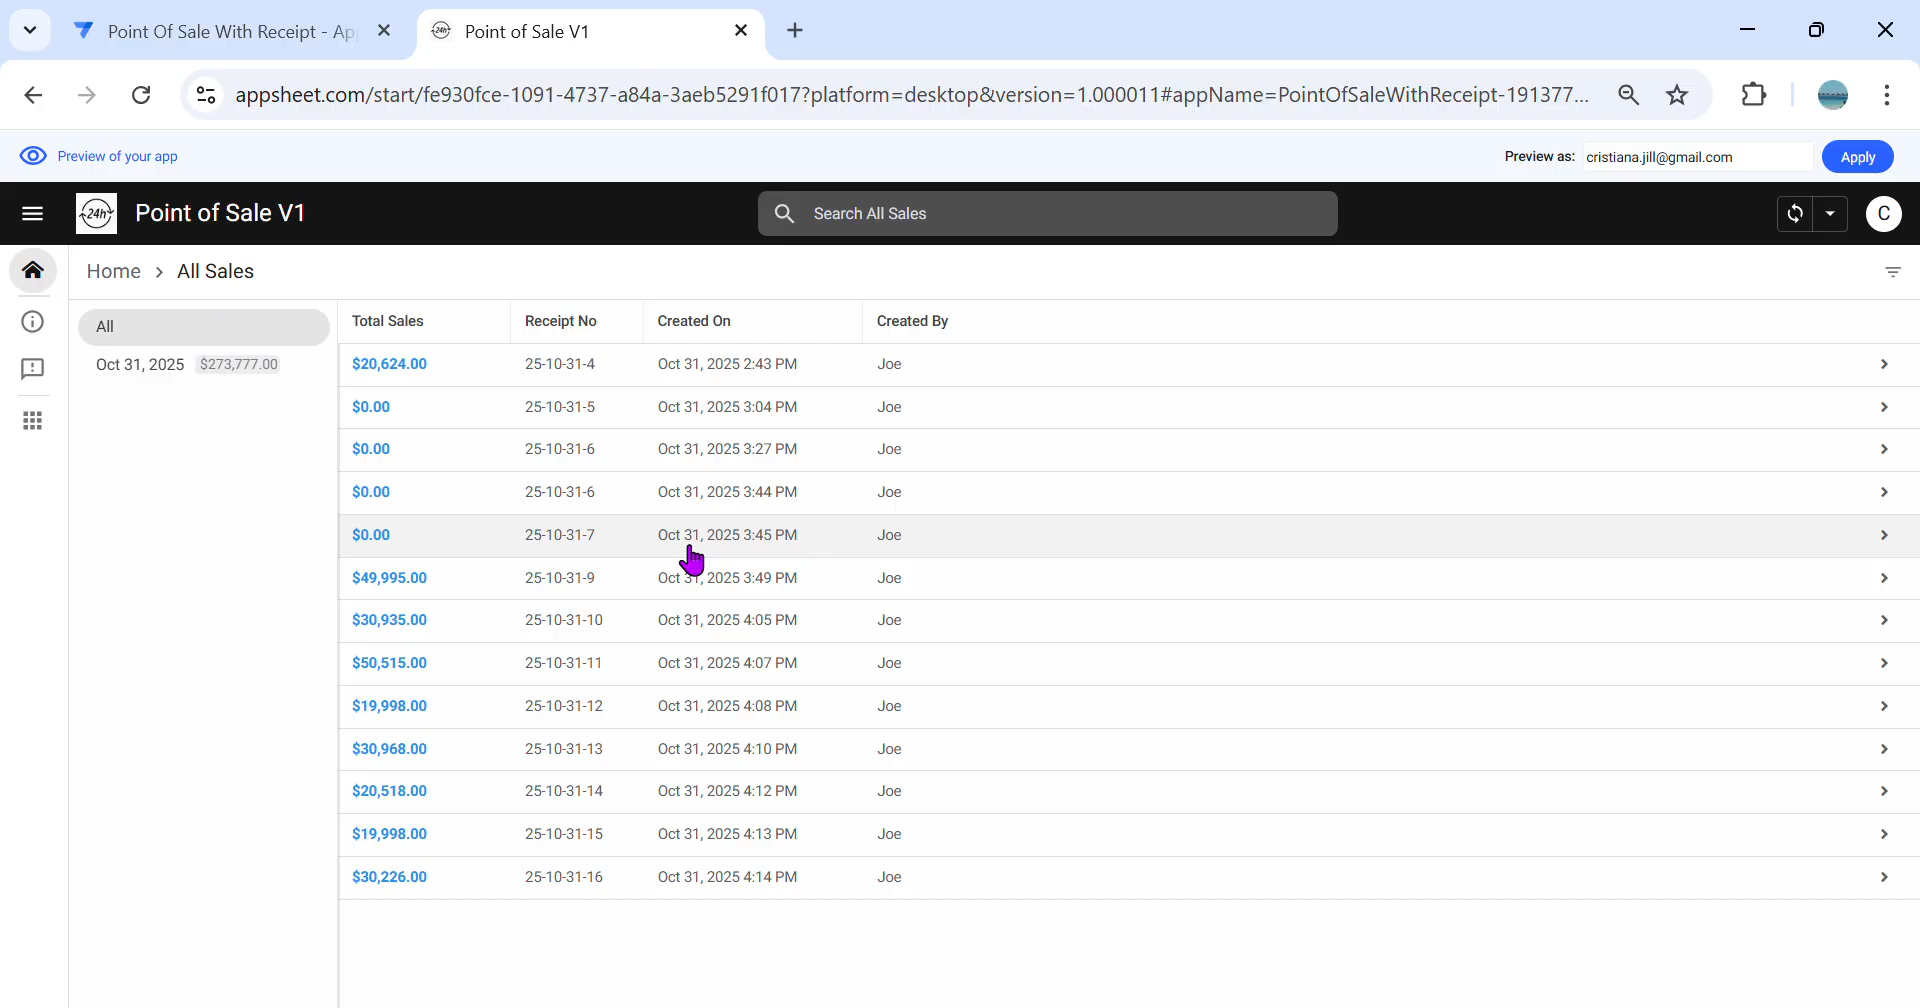 Point Of Sale With Receipt - Ap
Point of Sale V1
appsheet.com/start/fe930fce-1091-4737-a84a-3aeb5291f017?platform=desktop&version=1.000011#appName=PointOfSaleWithReceipt-191377...
Preview of your app
Preview as: cristiana.jill@gmail.com Apply
24h Point of Sale V1
Search All Sales
C
Home > All Sales
All
Oct 31, 2025 $273,777.00
Total Sales Receipt No Created On Created By
$20,624.00 25-10-31-4 Oct 31, 2025 2:43 PM Joe
$0.00 25-10-31-5 Oct 31, 2025 3:04 PM Joe
$0.00 25-10-31-6 Oct 31, 2025 3:27 PM Joe
$0.00 25-10-31-6 Oct 31, 2025 3:44 PM Joe
$0.00 25-10-31-7 Oct 31, 2025 3:45 PM Joe
$49,995.00 25-10-31-9 Oct 31, 2025 3:49 PM Joe
$30,935.00 25-10-31-10 Oct 31, 2025 4:05 PM Joe
$50,515.00 25-10-31-11 Oct 31, 2025 4:07 PM Joe
$19,998.00 25-10-31-12 Oct 31, 2025 4:08 PM Joe
$30,968.00 25-10-31-13 Oct 31, 2025 4:10 PM Joe
$20,518.00 25-10-31-14 Oct 31, 2025 4:12 PM Joe
$19,998.00 25-10-31-15 Oct 31, 2025 4:13 PM Joe
$30,226.00 25-10-31-16 Oct 31, 2025 4:14 PM Joe